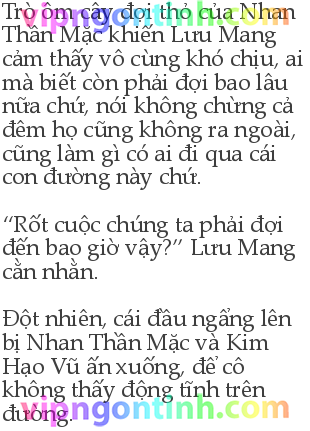 Trò ôm cây đợi thỏ của Nhan
vipngontinh.com
Thần Mặc khiến Lưu Mang
cảm thấy vô cùng khó chịu, ai
mà biết còn phải đợi bao lâu
nữa chứ, nói không chừng cả
đêm họ cũng không ra ngoài,
cũng làm gì có ai đi qua cái
con đường này chứ.
“Rốt cuộc chúng ta phải đợi
đến bao giờ vậy?” Lưu Mang
cằn nhằn.
Đột nhiên, cái đầu ngẩng lên
bị Nhan Thần Mặc và Kim
Hạo Vũ ấn xuống, để cô
không thấy động tĩnh trên
đường.
vipngontinh.com